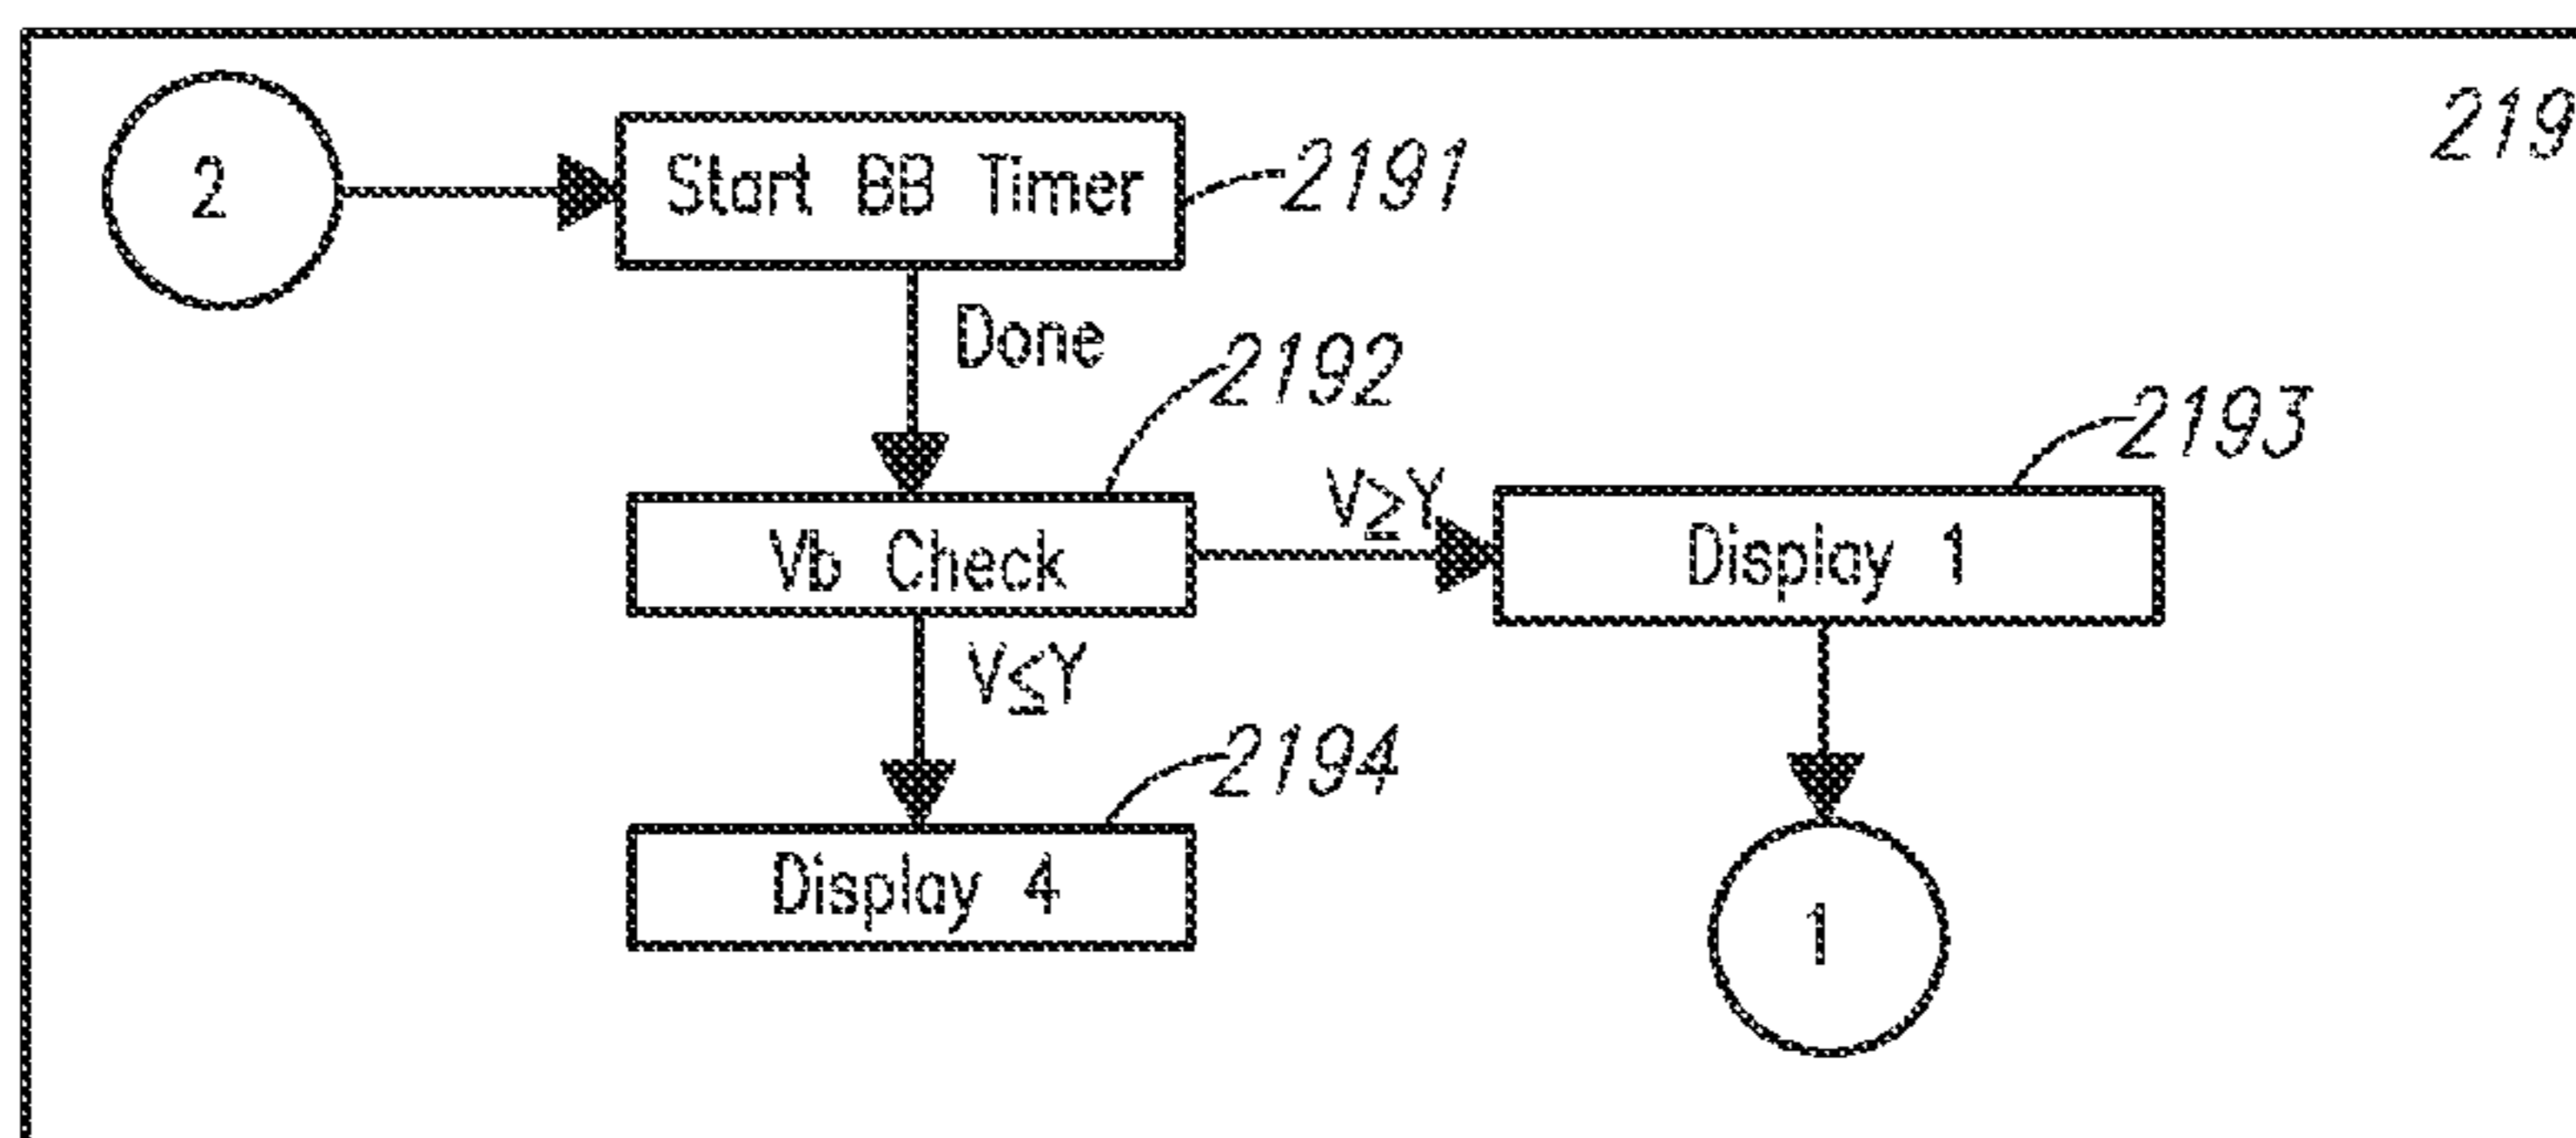 219
2
Start BB Timer
2191
Done
2192
2193
Vb Check
V≥Y
Display 1
V≤Y
2194
Display 4
1